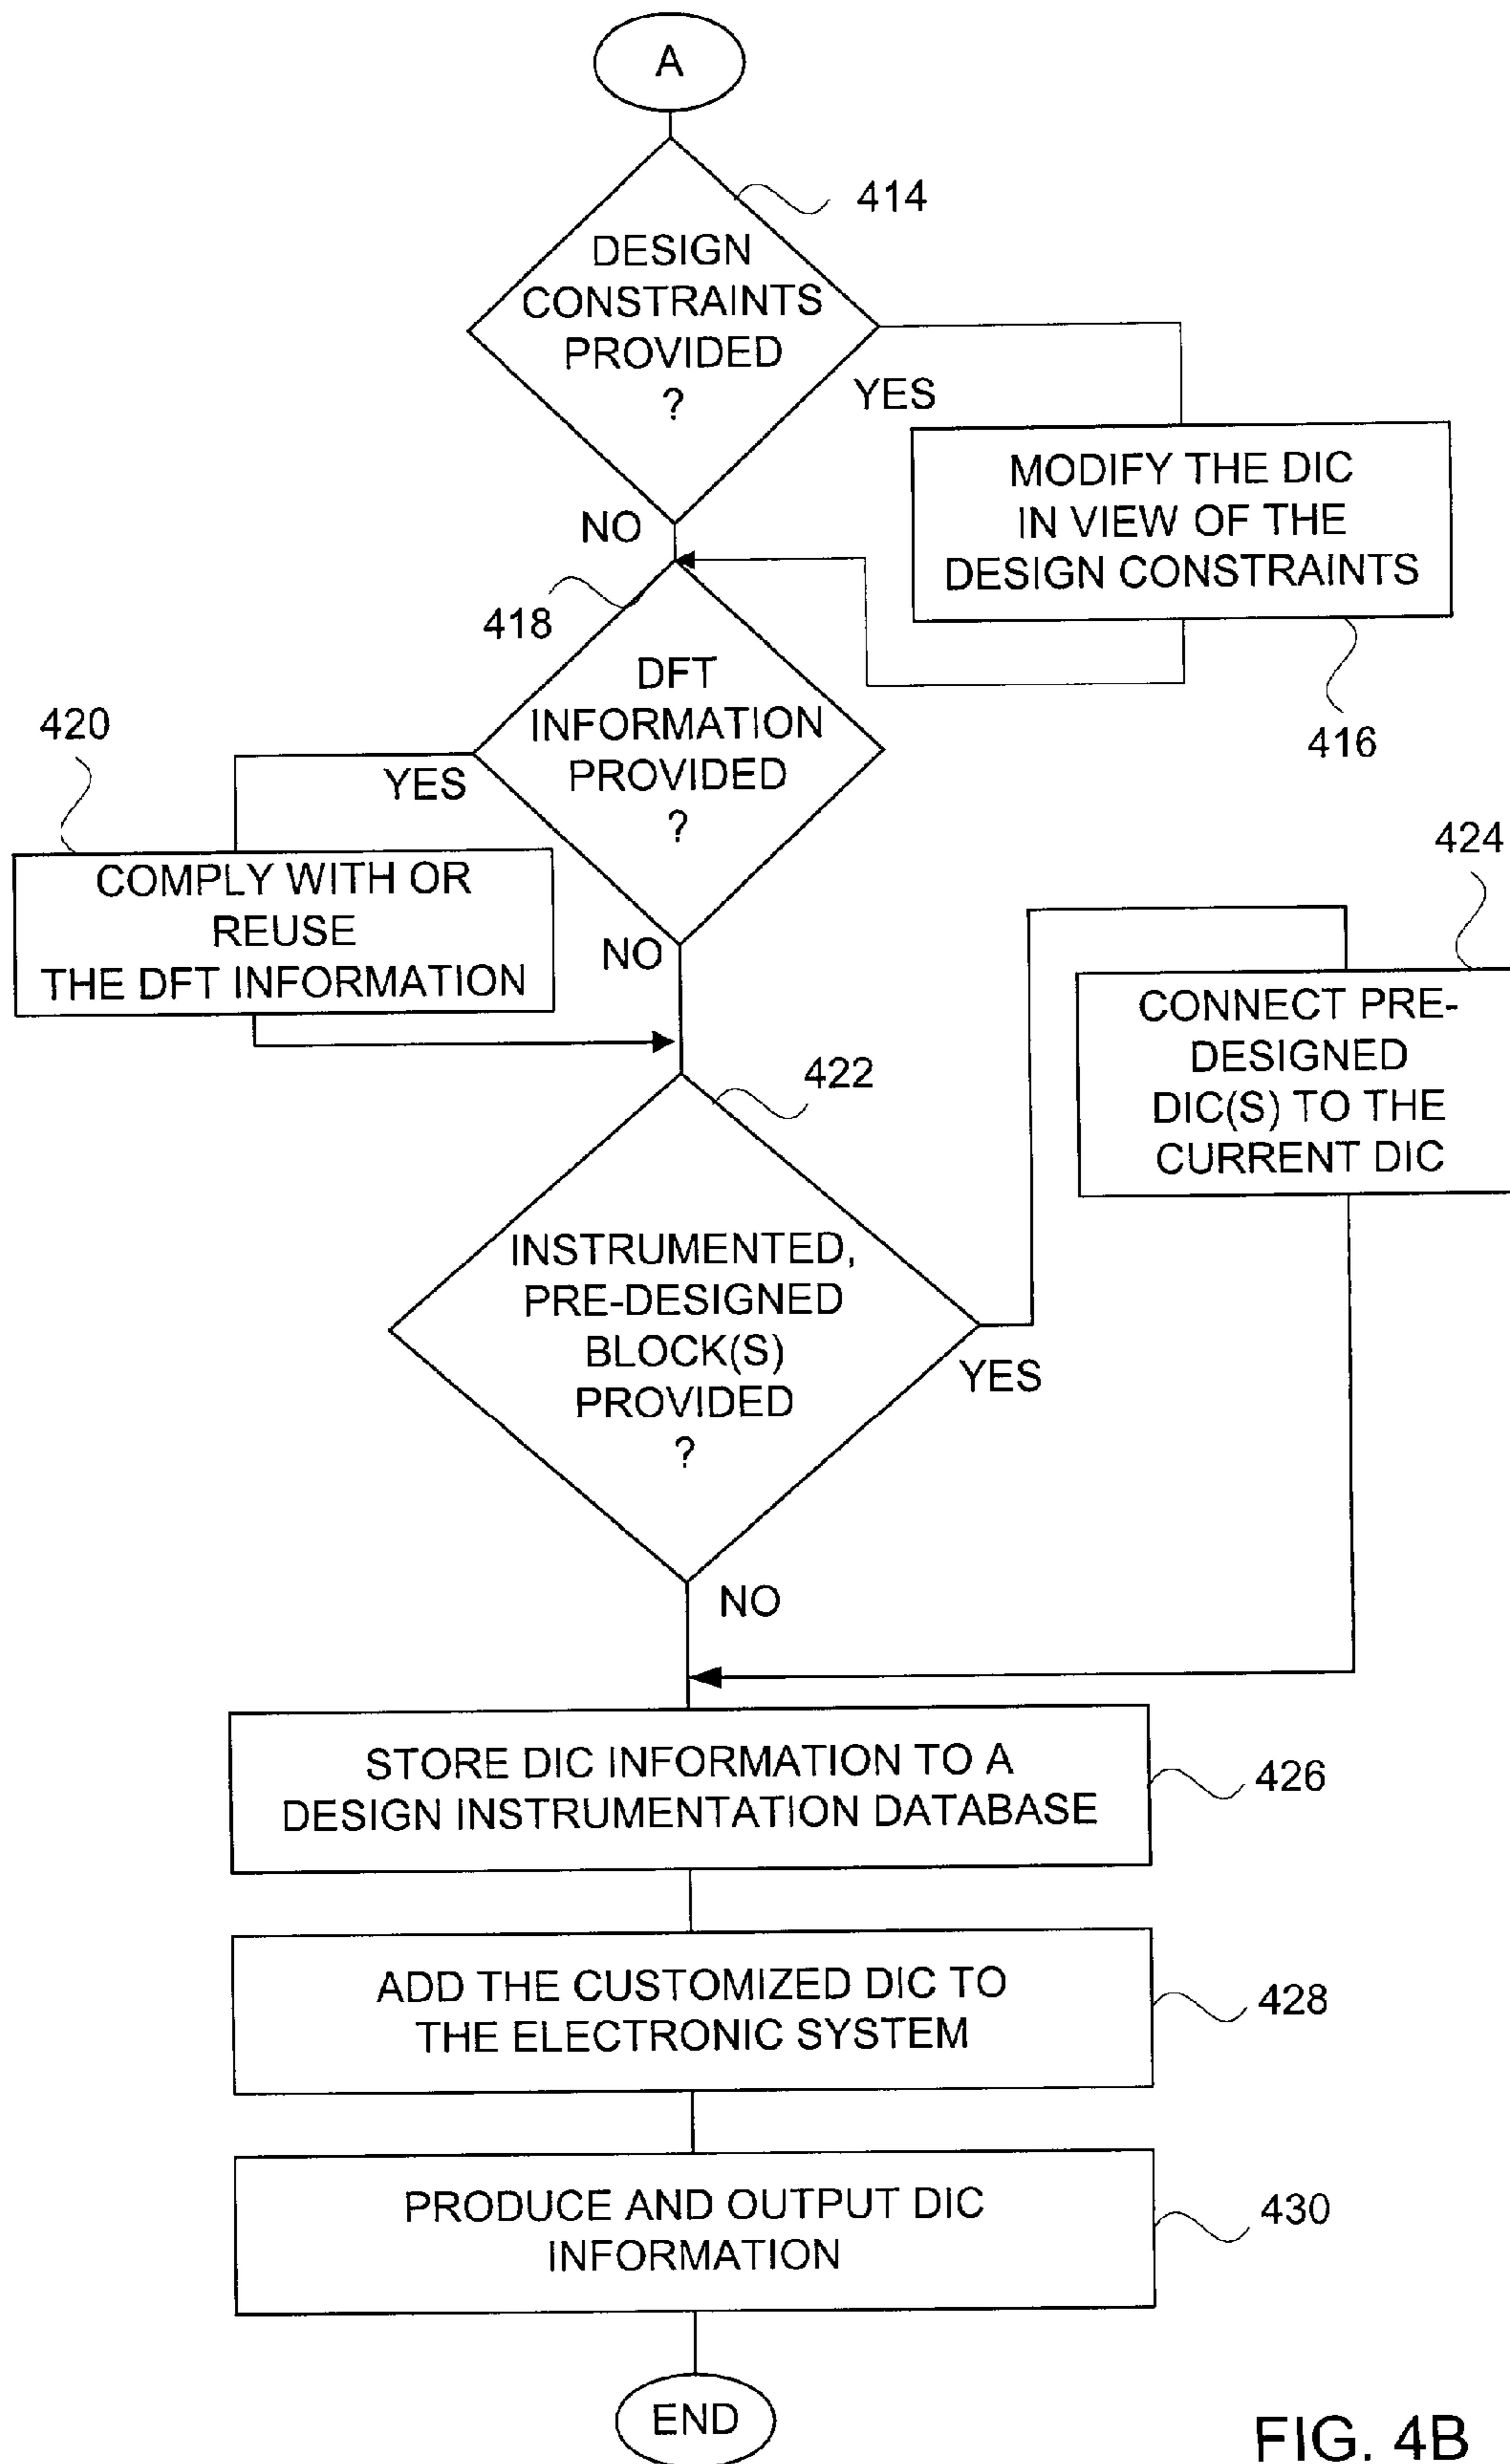 A
414
DESIGN
CONSTRAINTS
PROVIDED
?
YES
NO
MODIFY THE DIC
IN VIEW OF THE
DESIGN CONSTRAINTS
416
418
DFT
INFORMATION
PROVIDED
?
YES
NO
420
COMPLY WITH OR
REUSE
THE DFT INFORMATION
422
424
CONNECT PRE-
DESIGNED
DIC(S) TO THE
CURRENT DIC
INSTRUMENTED,
PRE-DESIGNED
BLOCK(S)
PROVIDED
?
YES
NO
STORE DIC INFORMATION TO A
DESIGN INSTRUMENTATION DATABASE
426
ADD THE CUSTOMIZED DIC TO
THE ELECTRONIC SYSTEM
428
PRODUCE AND OUTPUT DIC
INFORMATION
430
END
FIG. 4B